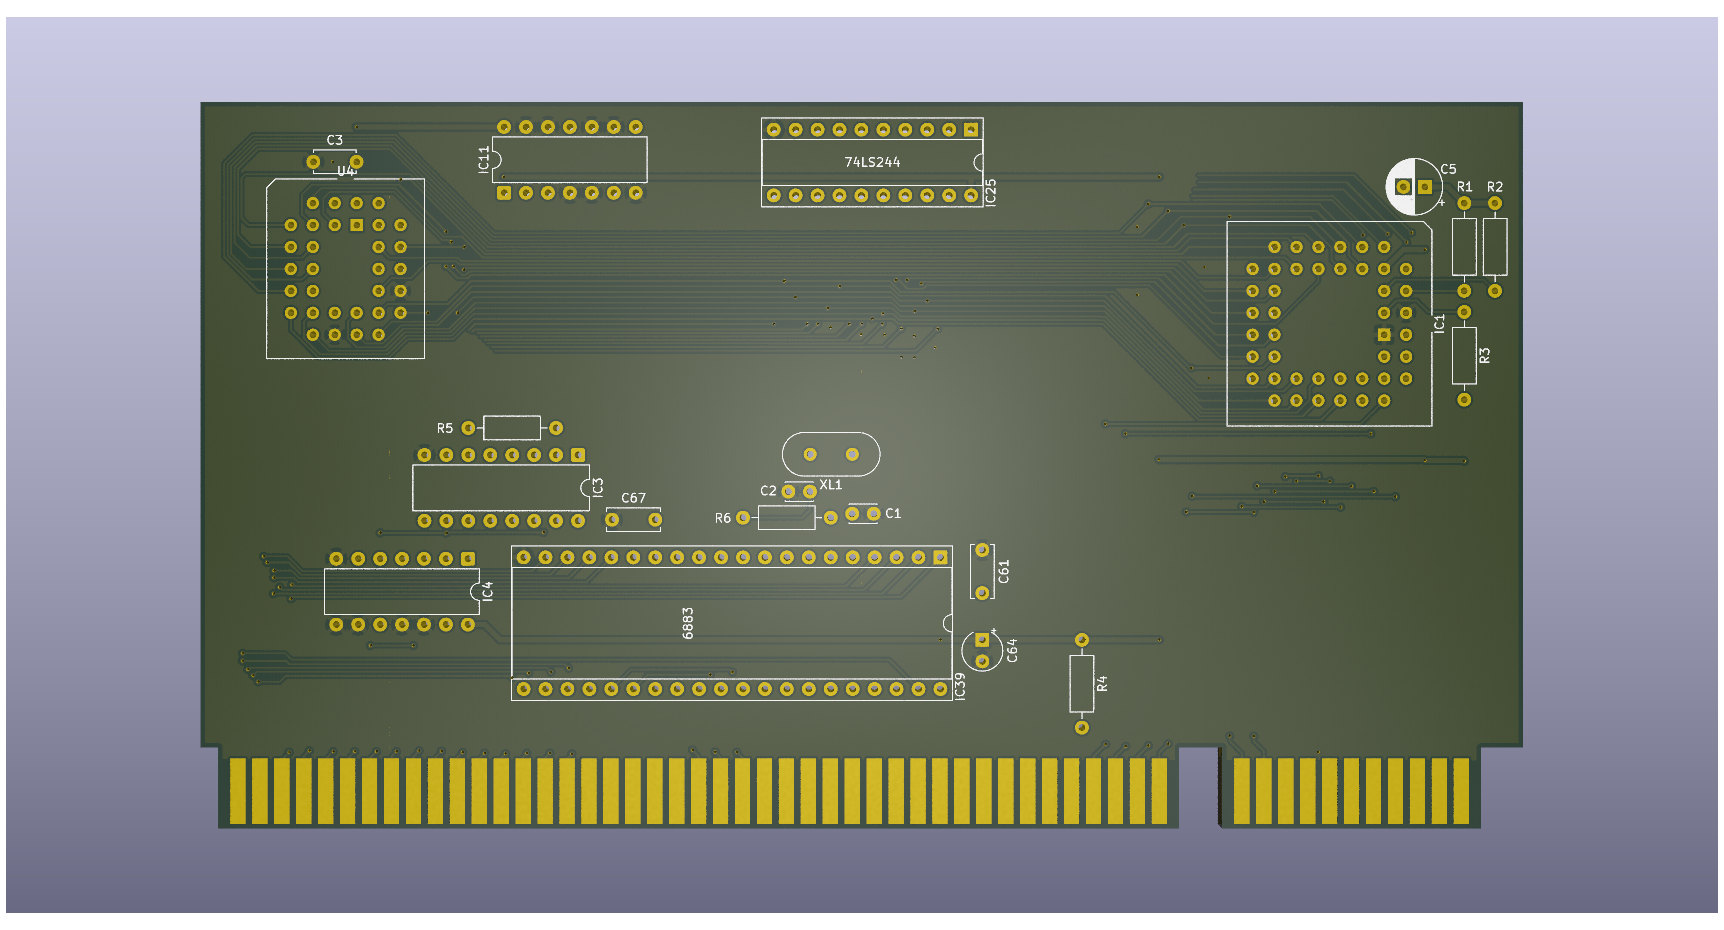 C3
U4
IC11
74LS244
IC25
C5
+
R1
R2
IC1
R3
R5
IC3
C67
XL1
C2
R6
C1
IC4
6883
IC39
C61
+
C64
R4